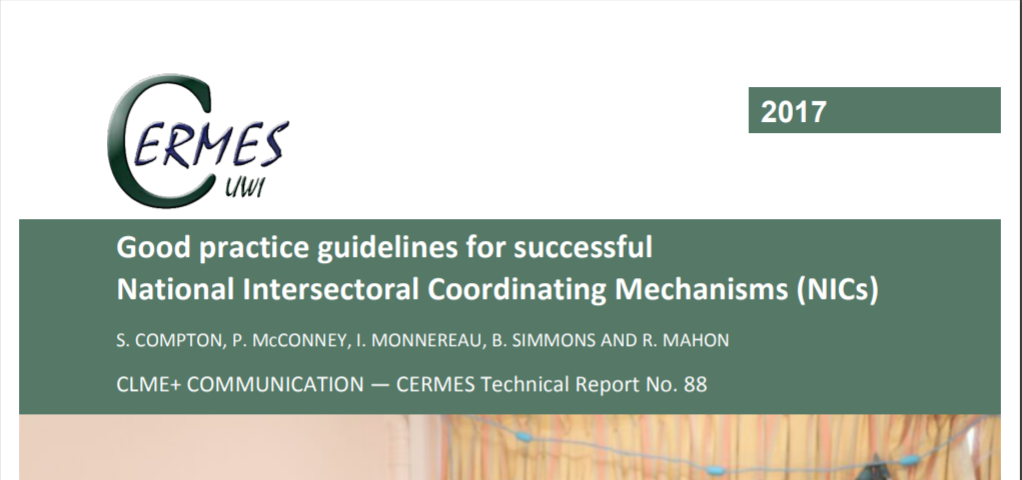 CERMES
UWI
2017
Good practice guidelines for successful
National Intersectoral Coordinating Mechanisms (NICs)
S. COMPTON, P. McCONNEY, I. MONNEREAU, B. SIMMONS AND R. MAHON
CLME+ COMMUNICATION — CERMES Technical Report No. 88